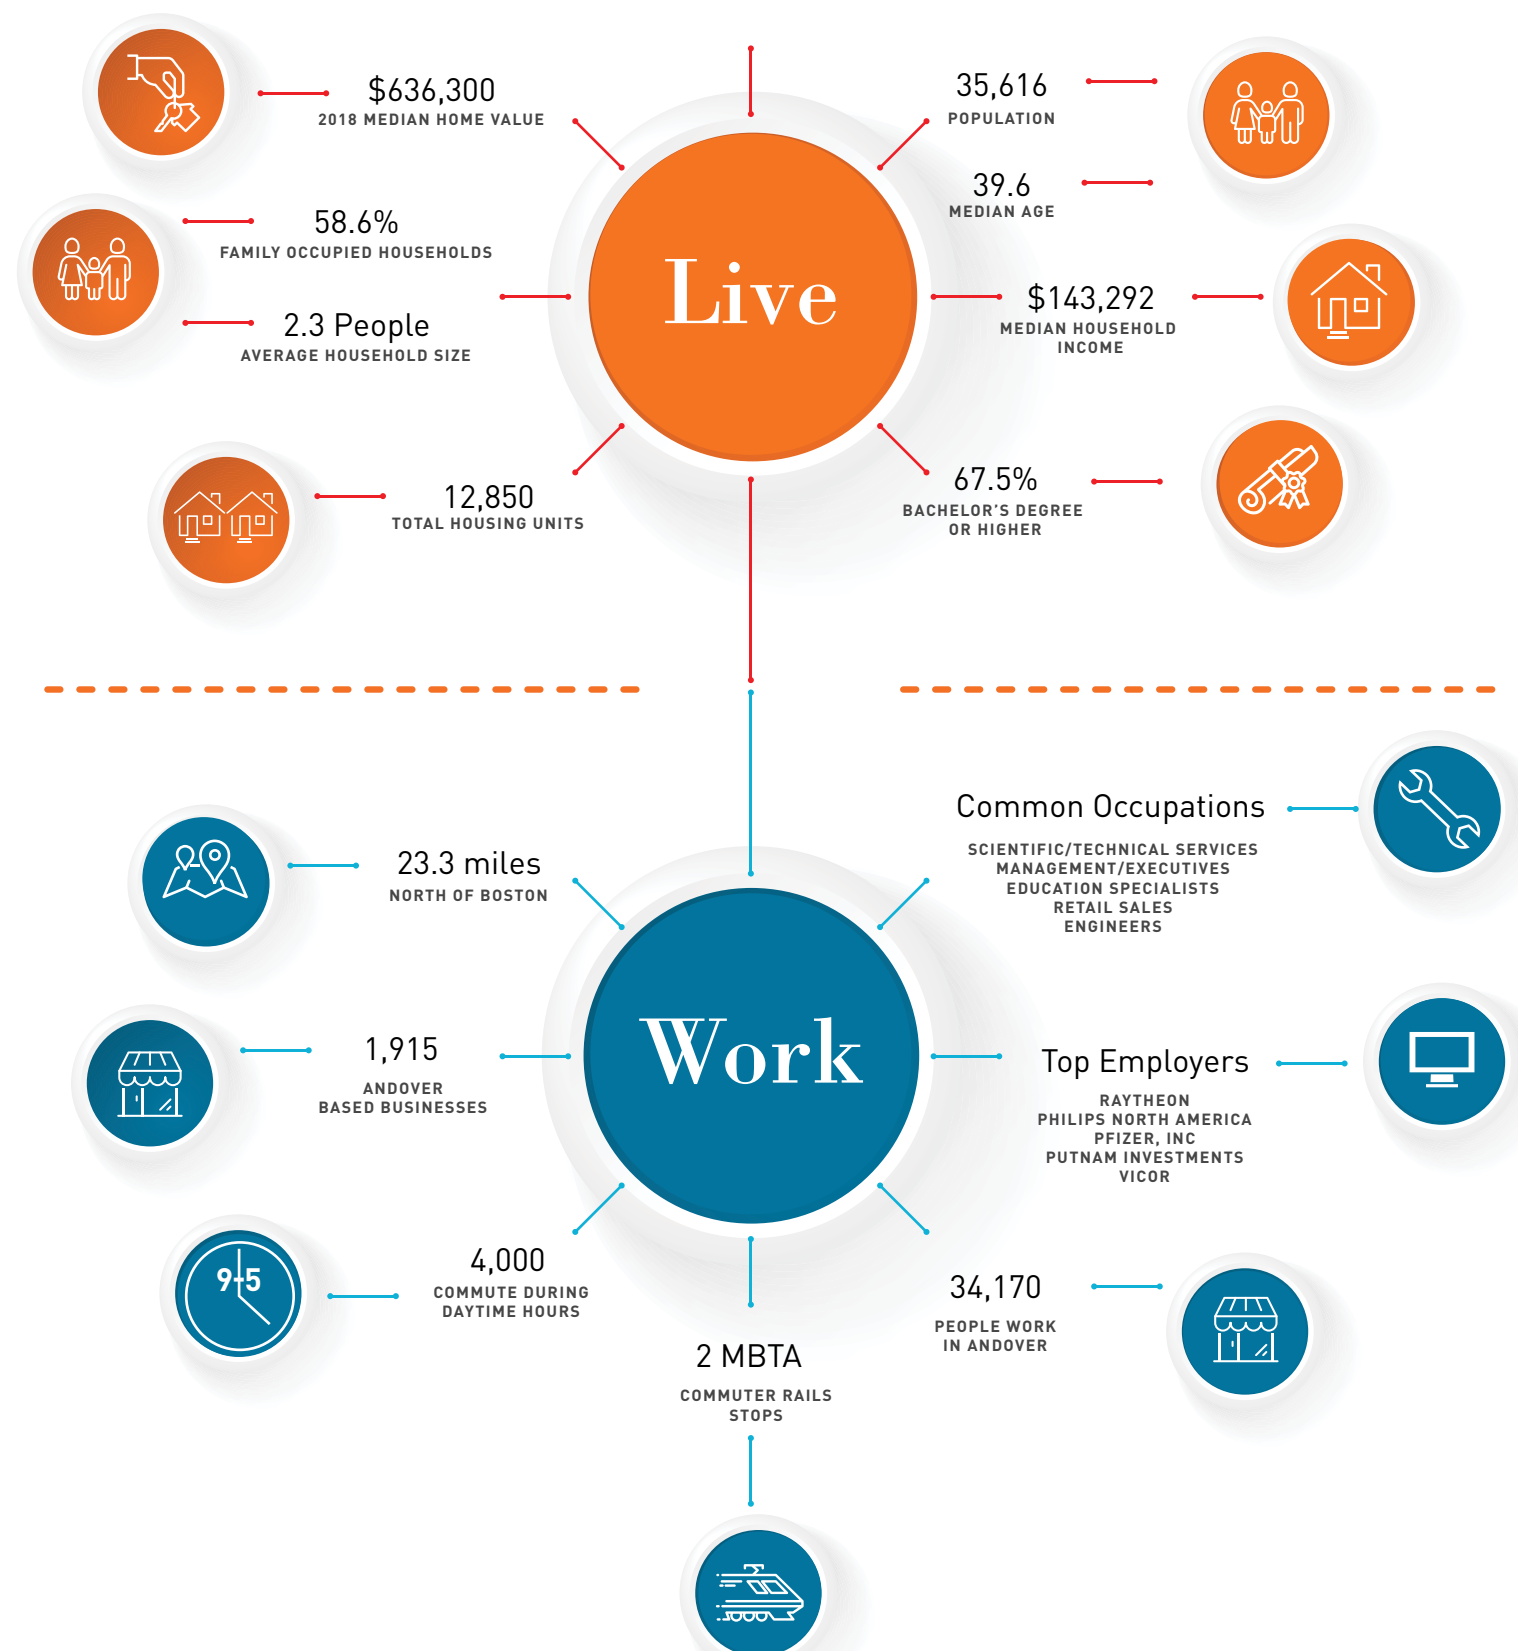 $636,300
2018 MEDIAN HOME VALUE
58.6%
FAMILY OCCUPIED HOUSEHOLDS
2.3 People
AVERAGE HOUSEHOLD SIZE
12,850
TOTAL HOUSING UNITS
Live
35,616
POPULATION
39.6
MEDIAN AGE
$143,292
MEDIAN HOUSEHOLD
INCOME
67.5%
BACHELOR'S DEGREE
OR HIGHER
23.3 miles
NORTH OF BOSTON
1,915
ANDOVER
BASED BUSINESSES
9-5
4,000
COMMUTE DURING
DAYTIME HOURS
Work
Common Occupations
SCIENTIFIC/TECHNICAL SERVICES
MANAGEMENT/EXECUTIVES
EDUCATION SPECIALISTS
RETAIL SALES
ENGINEERS
Top Employers
RAYTHEON
PHILIPS NORTH AMERICA
PFIZER, INC
PUTNAM INVESTMENTS
VICOR
34,170
PEOPLE WORK
IN ANDOVER
2 MBTA
COMMUTER RAILS
STOPS